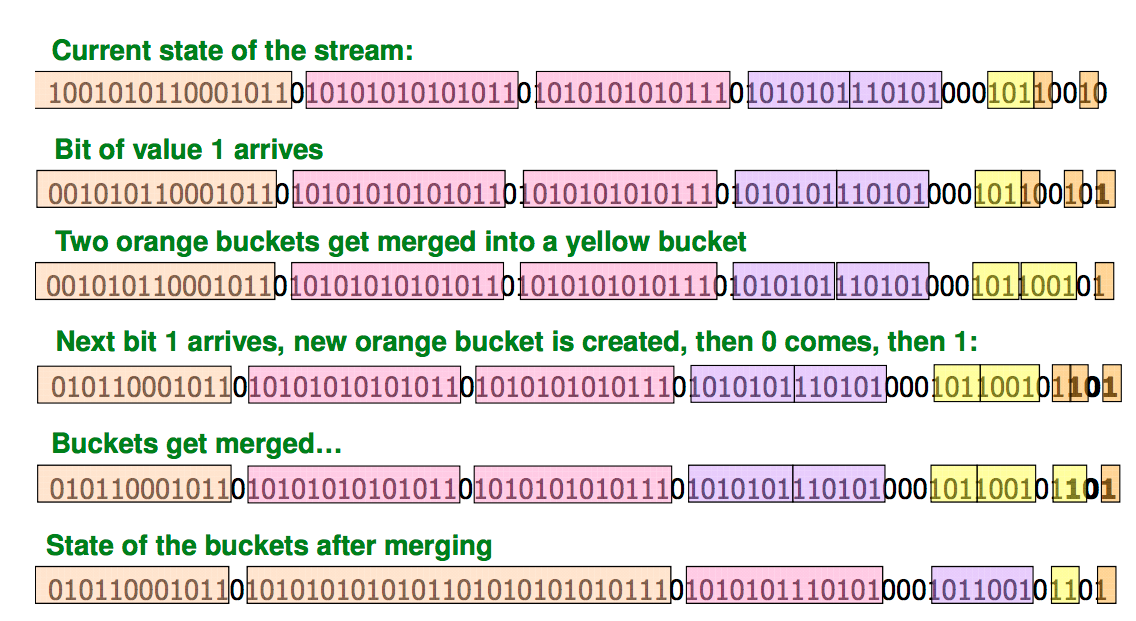 Current state of the stream:
1001010110001011010101010101011010101010101110101010111010100010110010
Bit of value 1 arrives
0010101100010110101010101010110101010101011101010101110101000101100101
Two orange buckets get merged into a yellow bucket
0010101100010110101010101010110101010101011101010101110101000101100101
Next bit 1 arrives, new orange bucket is created, then 0 comes, then 1:
0101100010110101010101010110101010101011101010101110101000101100101101
Buckets get merged…
0101100010110101010101010110101010101011101010101110101000101100101101
State of the buckets after merging
0101100010110101010101010110101010101011101010101110101000101100101101